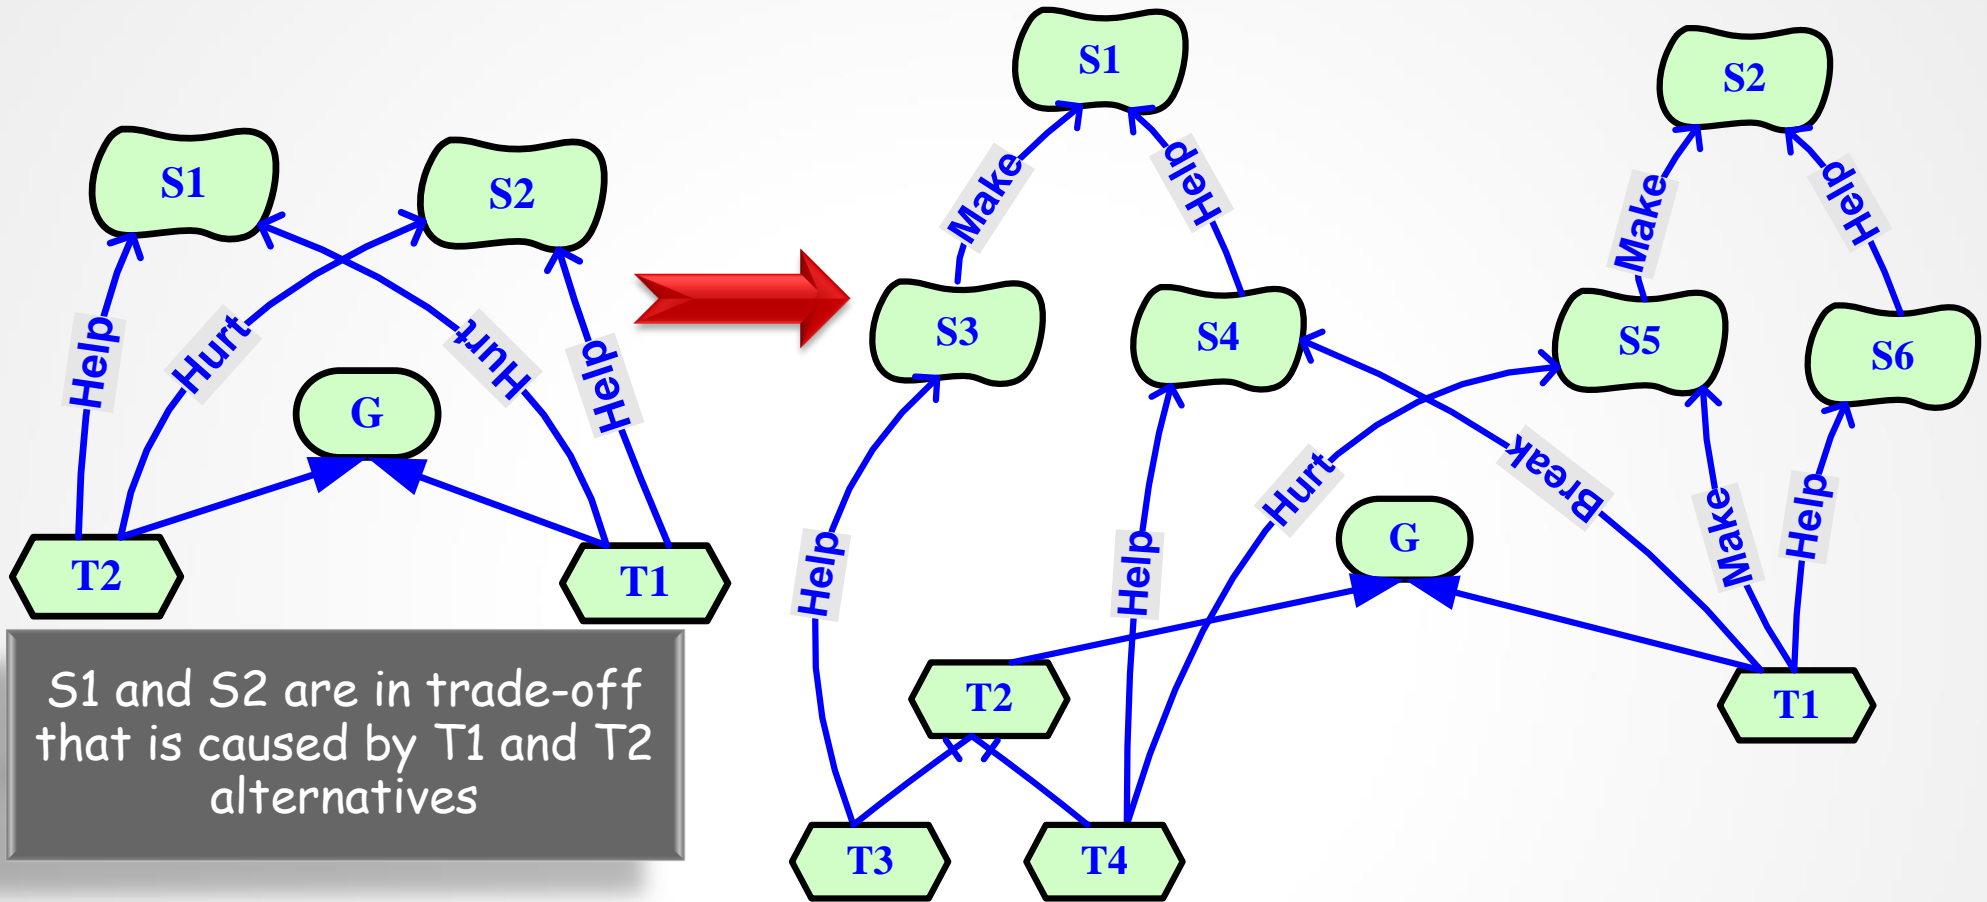 S1
S2
Help
Hurt
Hurt
Help
G
T2
T1
S1 and S2 are in trade-off
that is caused by T1 and T2
alternatives
S1
S2
Make
Help
Make
Help
S3
S4
S5
S6
Help
Help
Hurt
Break
Make
Help
G
T2
T1
T3
T4